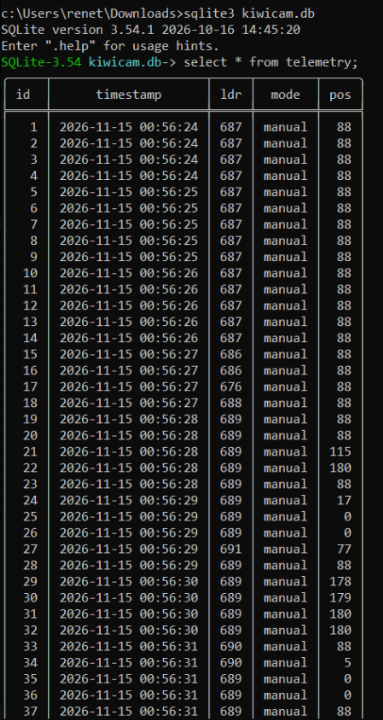 c:\Users\renet\Downloads>sqlite3 kiwicam.db
SQLite version 3.54.1 2026-10-16 14:45:20
Enter ".help" for usage hints.
SQLite-3.54 kiwicam.db-> select * from telemetry;
id timestamp ldr mode pos
1 2026-11-15 00:56:24 687 manual 88
2 2026-11-15 00:56:24 687 manual 88
3 2026-11-15 00:56:24 687 manual 88
4 2026-11-15 00:56:24 687 manual 88
5 2026-11-15 00:56:25 687 manual 88
6 2026-11-15 00:56:25 687 manual 88
7 2026-11-15 00:56:25 687 manual 88
8 2026-11-15 00:56:25 687 manual 88
9 2026-11-15 00:56:25 687 manual 88
10 2026-11-15 00:56:26 687 manual 88
11 2026-11-15 00:56:26 687 manual 88
12 2026-11-15 00:56:26 687 manual 88
13 2026-11-15 00:56:26 687 manual 88
14 2026-11-15 00:56:26 687 manual 88
15 2026-11-15 00:56:27 686 manual 88
16 2026-11-15 00:56:27 686 manual 88
17 2026-11-15 00:56:27 676 manual 88
18 2026-11-15 00:56:27 688 manual 88
19 2026-11-15 00:56:28 689 manual 88
20 2026-11-15 00:56:28 689 manual 88
21 2026-11-15 00:56:28 689 manual 115
22 2026-11-15 00:56:28 689 manual 180
23 2026-11-15 00:56:28 689 manual 88
24 2026-11-15 00:56:29 689 manual 17
25 2026-11-15 00:56:29 689 manual 0
26 2026-11-15 00:56:29 689 manual 0
27 2026-11-15 00:56:29 691 manual 77
28 2026-11-15 00:56:29 689 manual 88
29 2026-11-15 00:56:30 689 manual 178
30 2026-11-15 00:56:30 689 manual 179
31 2026-11-15 00:56:30 689 manual 180
32 2026-11-15 00:56:30 689 manual 180
33 2026-11-15 00:56:31 690 manual 88
34 2026-11-15 00:56:31 690 manual 5
35 2026-11-15 00:56:31 689 manual 0
36 2026-11-15 00:56:31 689 manual 0
37 2026-11-15 00:56:31 689 manual 88